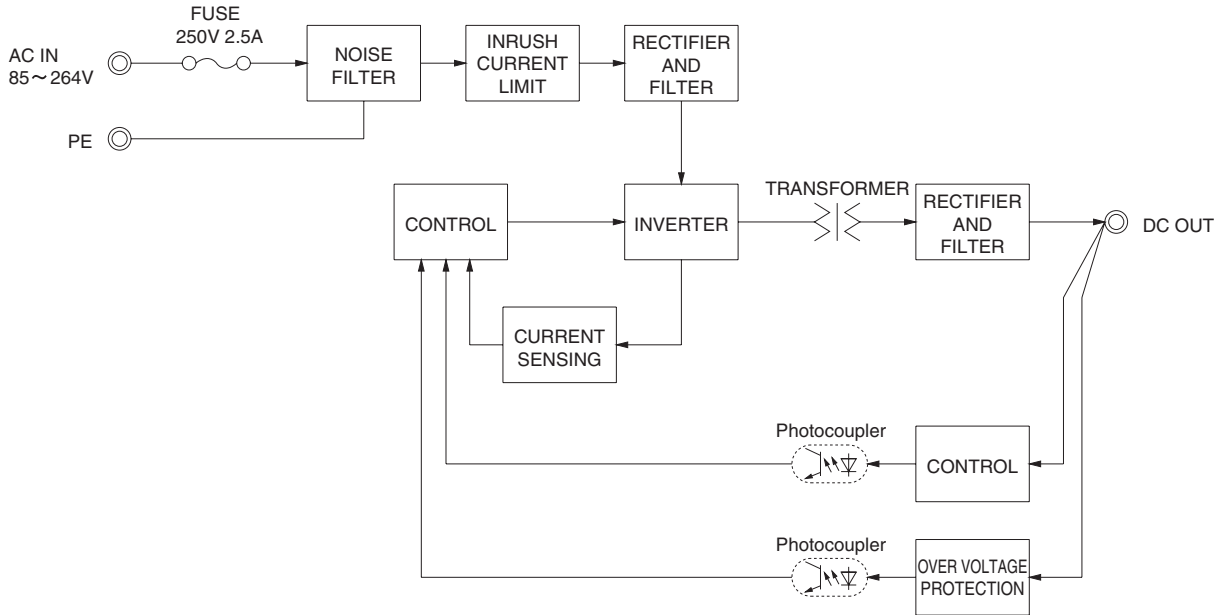 FUSE
250V 2.5A
AC IN
85～264V
NOISE
FILTER
INRUSH
CURRENT
LIMIT
RECTIFIER
AND
FILTER
PE
CONTROL
INVERTER
TRANSFORMER
RECTIFIER
AND
FILTER
DC OUT
CURRENT
SENSING
Photocoupler
CONTROL
Photocoupler
OVER VOLTAGE
PROTECTION